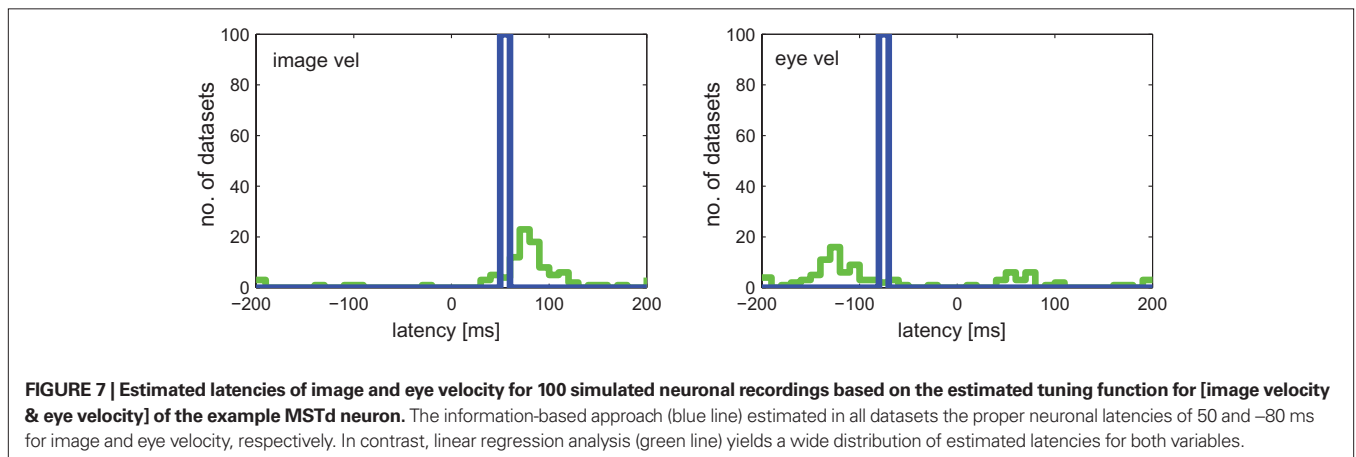 100
80
60
40
20
0
no. of datasets
image vel
−200
−100
0
100
200
latency [ms]
100
80
60
40
20
0
no. of datasets
eye vel
−200
−100
0
100
200
latency [ms]
FIGURE 7 | Estimated latencies of image and eye velocity for 100 simulated neuronal recordings based on the estimated tuning function for [image velocity
& eye velocity] of the example MSTd neuron. The information-based approach (blue line) estimated in all datasets the proper neuronal latencies of 50 and –80 ms
for image and eye velocity, respectively. In contrast, linear regression analysis (green line) yields a wide distribution of estimated latencies for both variables.